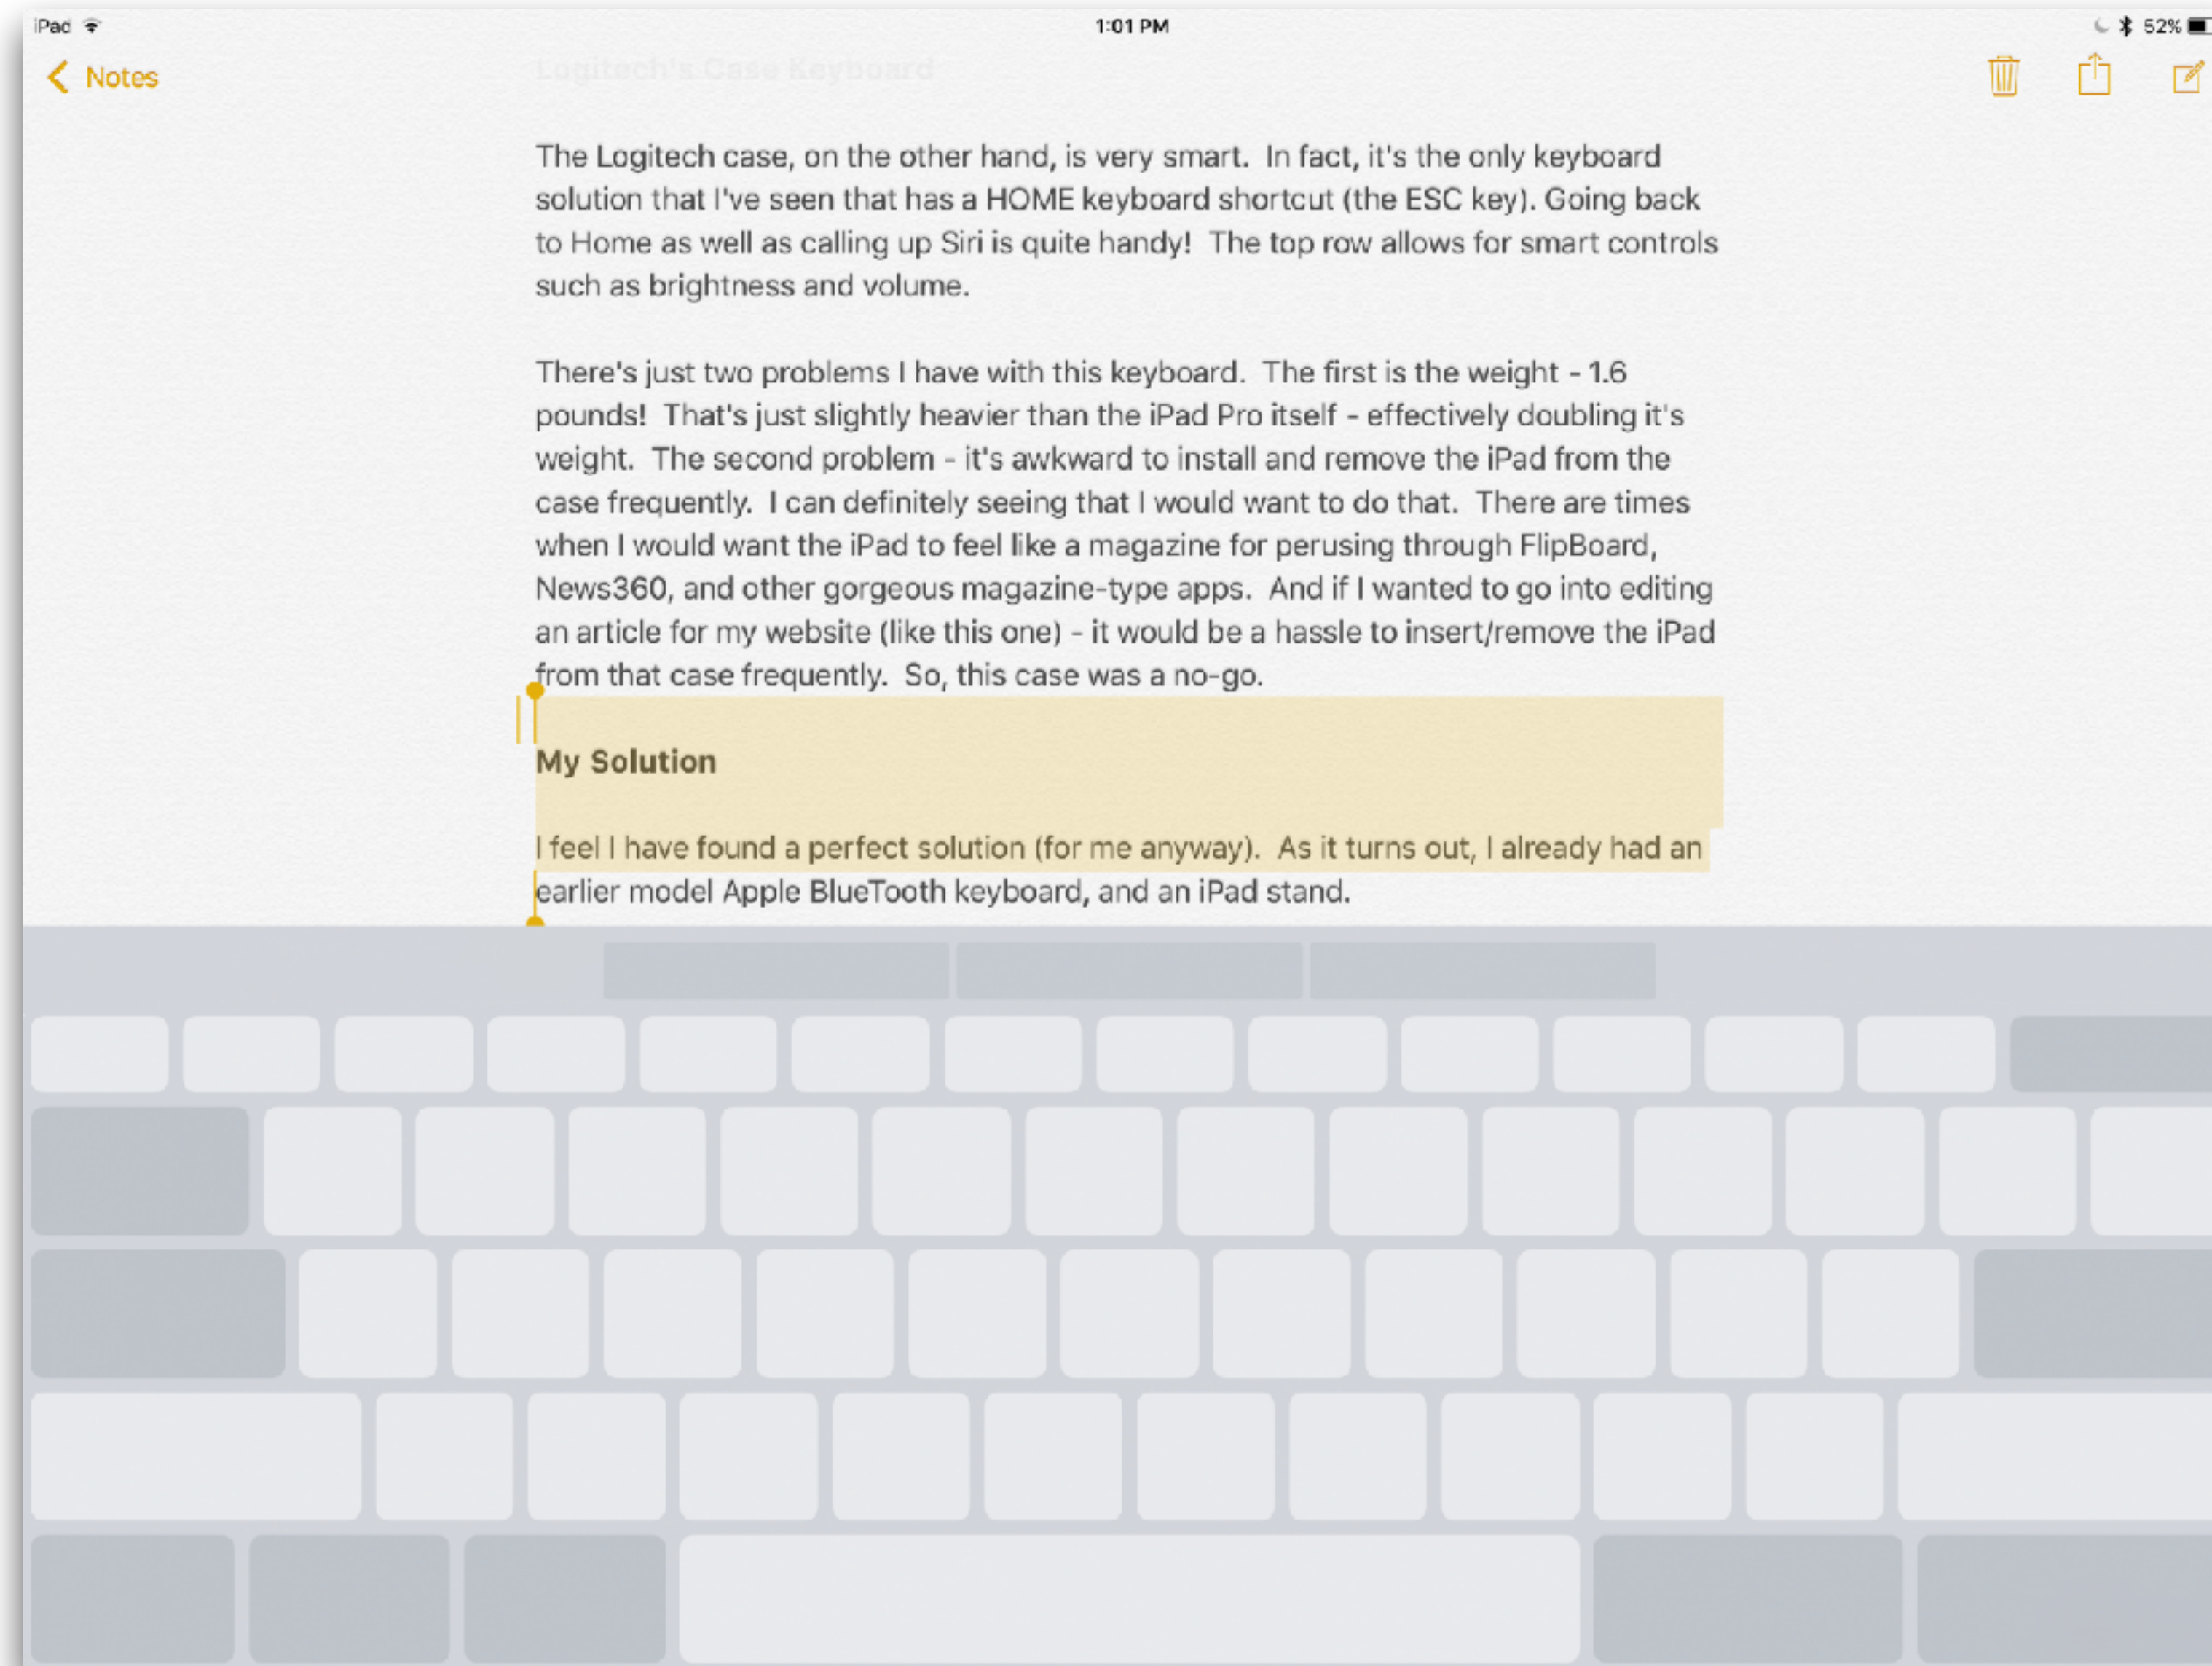 iPad
1:01 PM
52%
Notes
Logitech's Case Keyboard
The Logitech case, on the other hand, is very smart.  In fact, it's the only keyboard
solution that I've seen that has a HOME keyboard shortcut (the ESC key). Going back
to Home as well as calling up Siri is quite handy!  The top row allows for smart controls
such as brightness and volume.
There's just two problems I have with this keyboard.  The first is the weight - 1.6
pounds!  That's just slightly heavier than the iPad Pro itself - effectively doubling it's
weight.  The second problem - it's awkward to install and remove the iPad from the
case frequently.  I can definitely seeing that I would want to do that.  There are times
when I would want the iPad to feel like a magazine for perusing through FlipBoard,
News360, and other gorgeous magazine-type apps.  And if I wanted to go into editing
an article for my website (like this one) - it would be a hassle to insert/remove the iPad
from that case frequently.  So, this case was a no-go.
My Solution
I feel I have found a perfect solution (for me anyway).  As it turns out, I already had an
earlier model Apple BlueTooth keyboard, and an iPad stand.